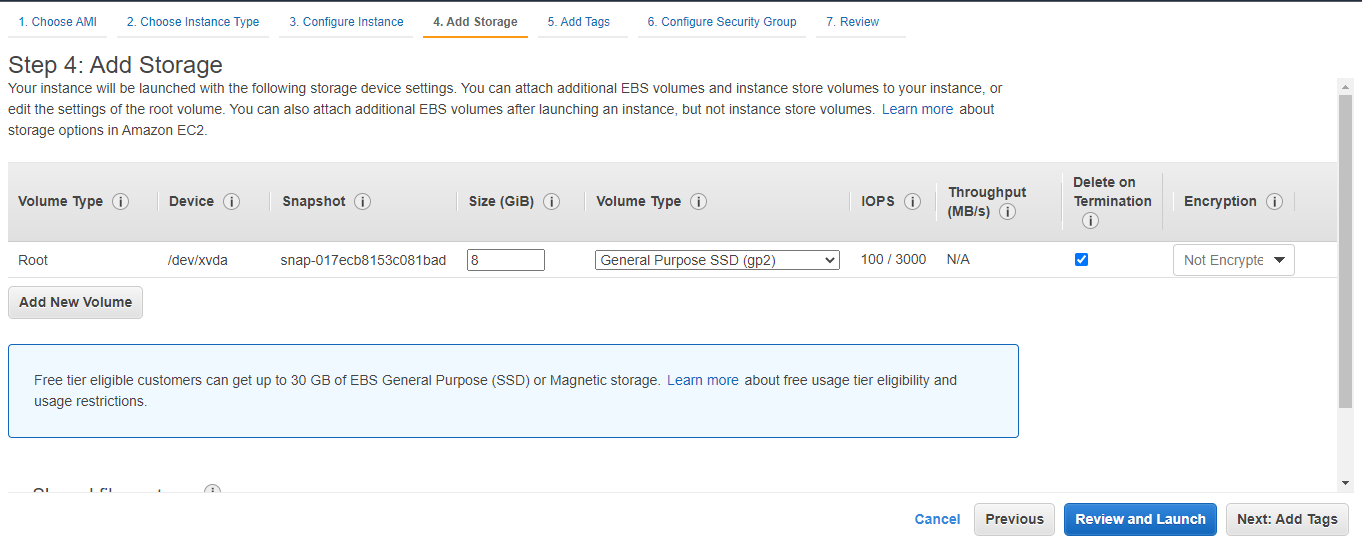 1. Choose AMI
2. Choose Instance Type
3. Configure Instance
4. Add Storage
5. Add Tags
6. Configure Security Group
7. Review
Step 4: Add Storage
Your instance will be launched with the following storage device settings. You can attach additional EBS volumes and instance store volumes to your instance, or
edit the settings of the root volume. You can also attach additional EBS volumes after launching an instance, but not instance store volumes. Learn more about
storage options in Amazon EC2.
Volume Type i
Device i
Snapshot i
Size (GiB) i
Volume Type i
IOPS i
Throughput
(MB/s) i
Delete on
Termination
i
Encryption i
Root
/dev/xvda
snap-017ecb8153c081bad
8
General Purpose SSD (gp2)
100 / 3000
N/A
Not Encrypte
Add New Volume
Free tier eligible customers can get up to 30 GB of EBS General Purpose (SSD) or Magnetic storage. Learn more about free usage tier eligibility and
usage restrictions.
Cancel
Previous
Review and Launch
Next: Add Tags